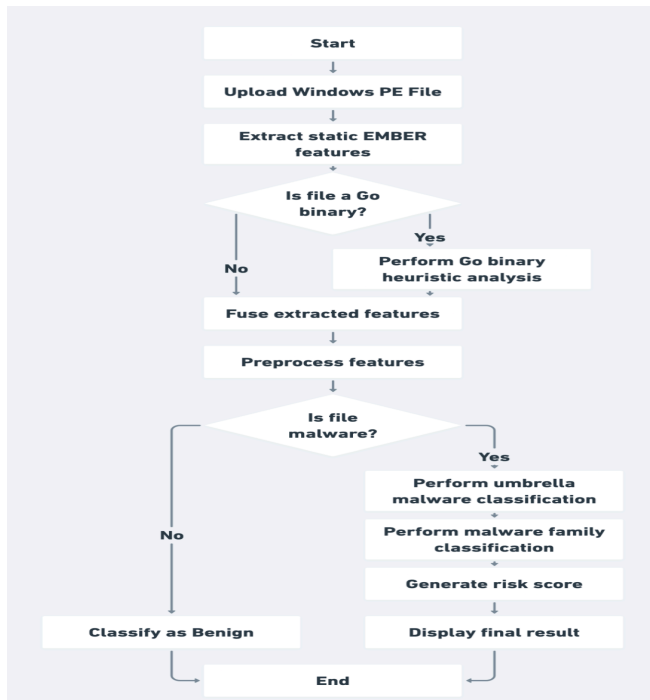 Start
Upload Windows PE File
Extract static EMBER
features
Is file a Go
binary?
Yes
No
Perform Go binary
heuristic analysis
Fuse extracted features
Preprocess features
Is file
malware?
Yes
Perform umbrella
malware classification
No
Perform malware family
classification
Generate risk score
Classify as Benign
Display final result
End